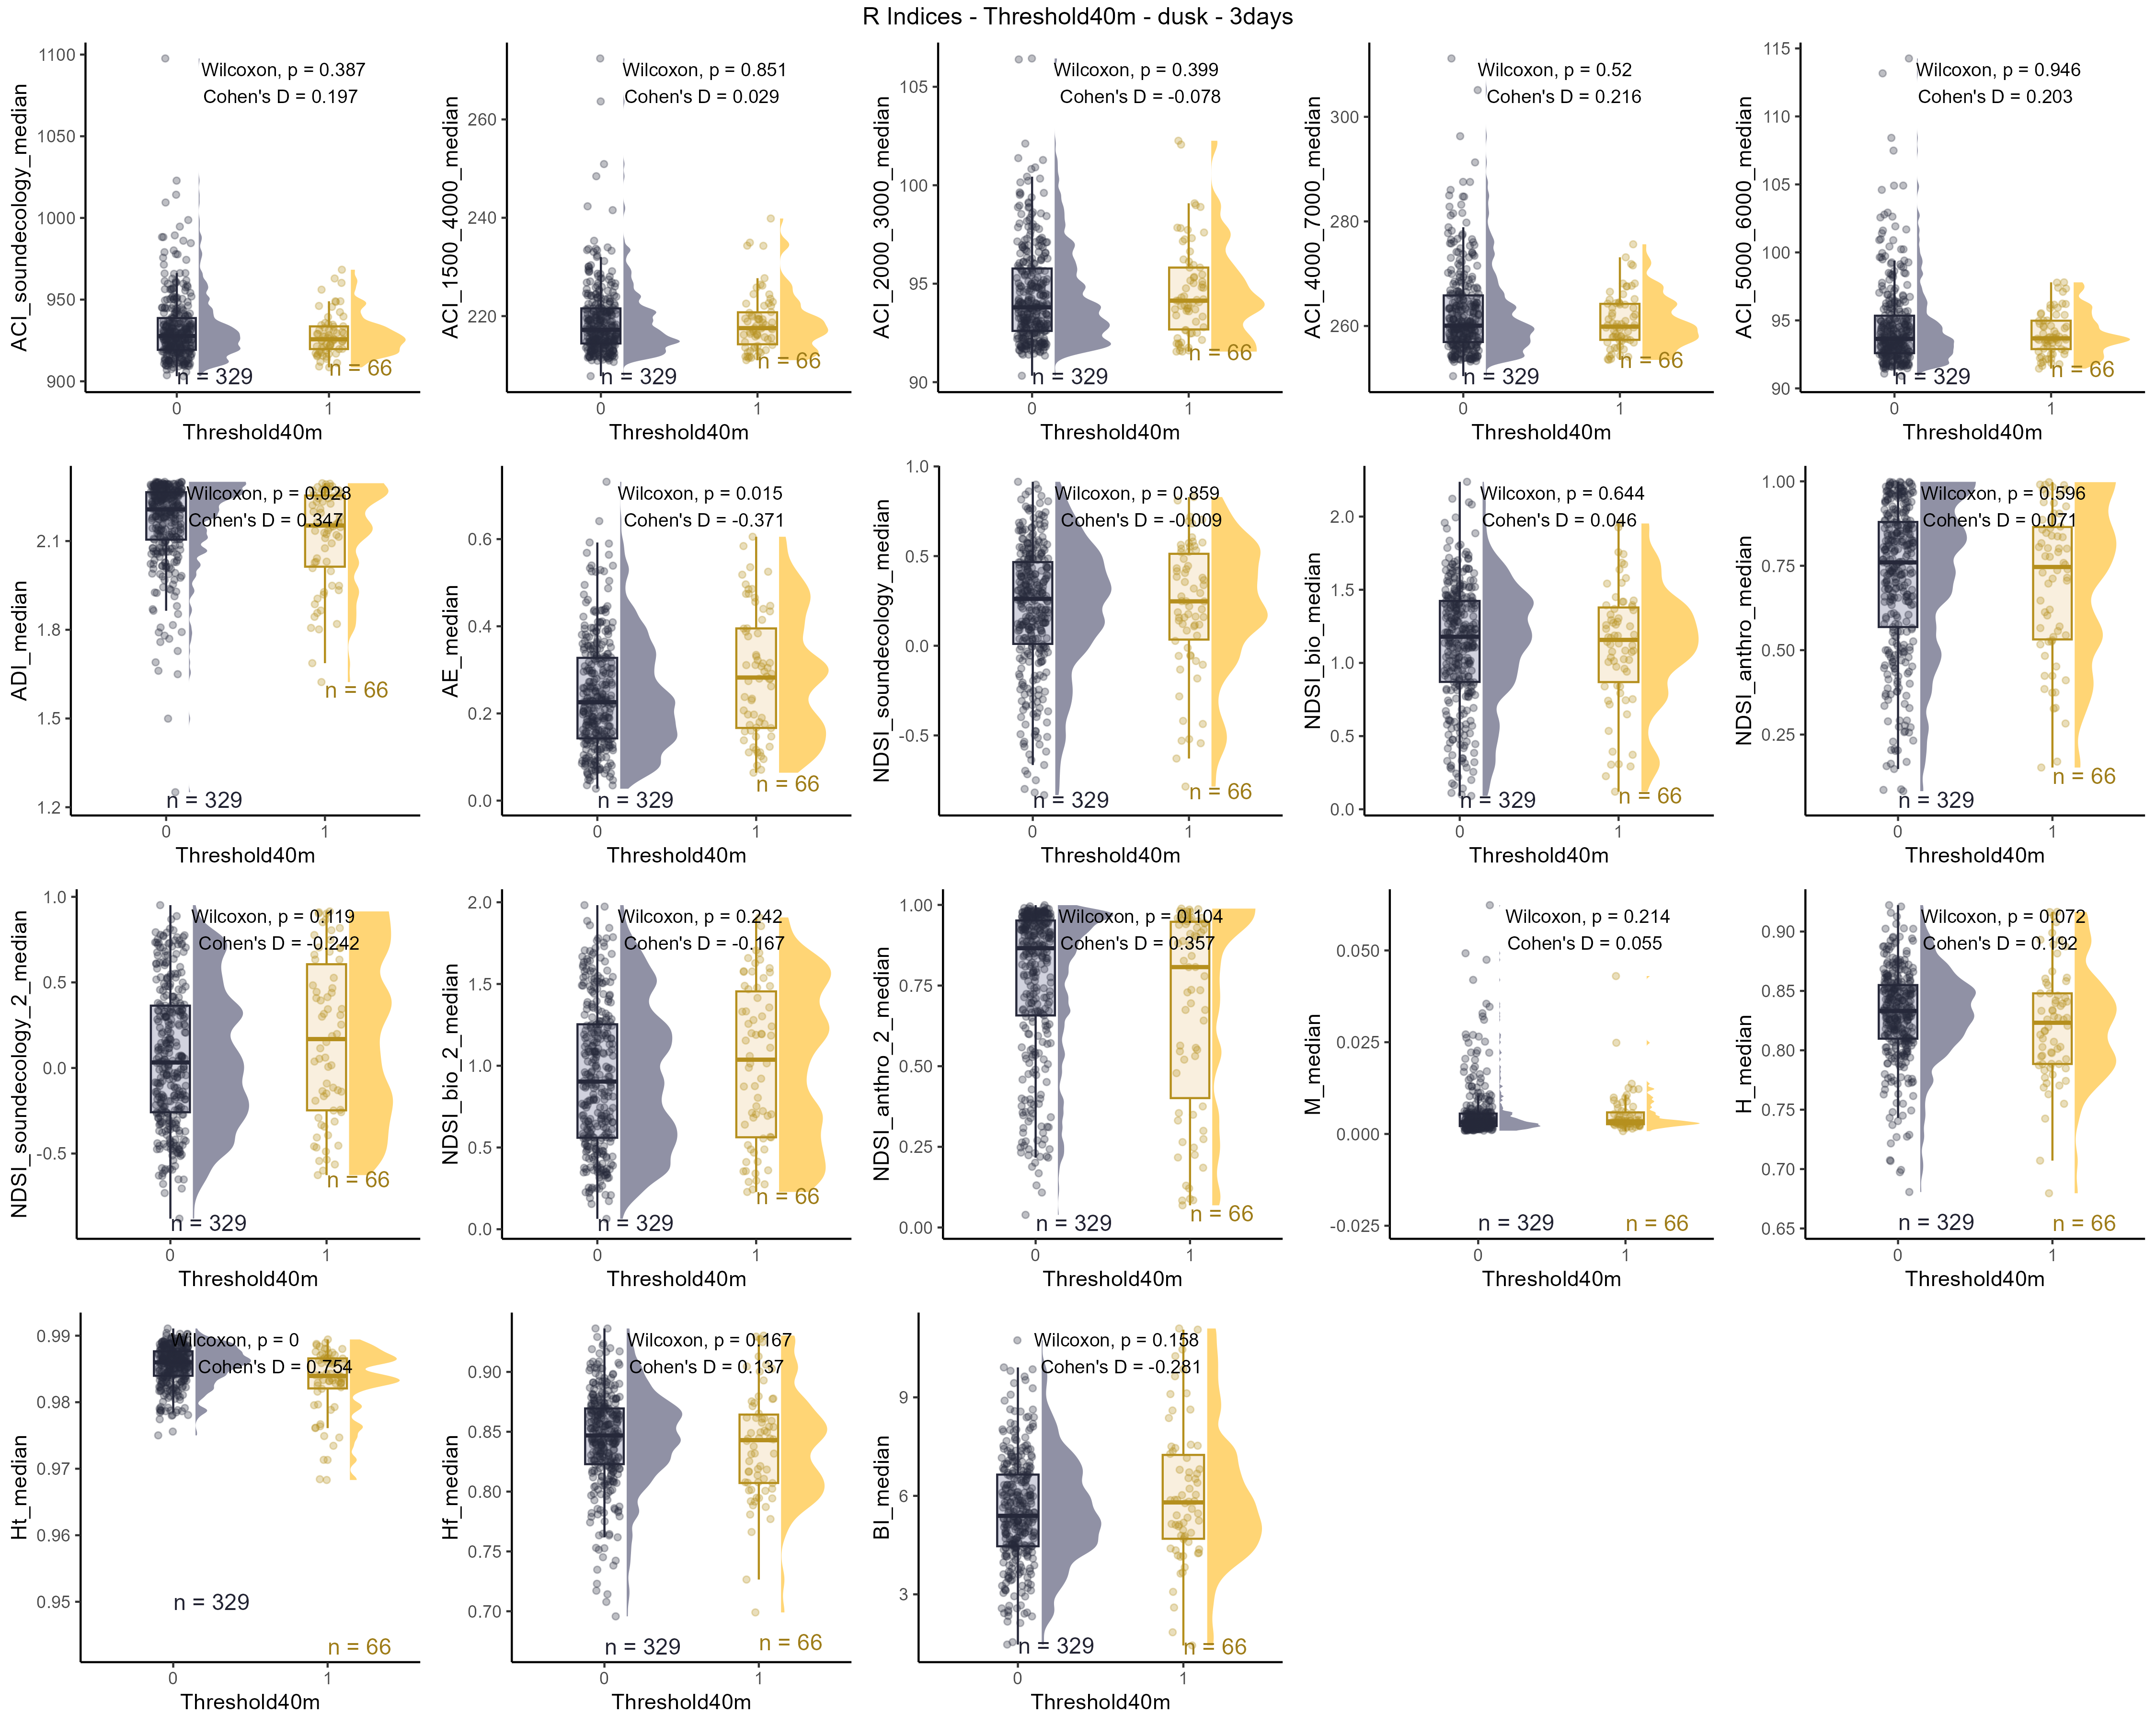 R Indices - Threshold40m - dusk - 3days
ACI_soundecology_median
1100
1050
1000
950
900
Wilcoxon, p = 0.387
Cohen's D = 0.197
n = 329
n = 66
0
1
Threshold40m
ACI_1500_4000_median
260
240
220
Wilcoxon, p = 0.851
Cohen's D = 0.029
n = 329
n = 66
0
1
Threshold40m
ACI_2000_3000_median
105
100
95
90
Wilcoxon, p = 0.399
Cohen's D = -0.078
n = 329
n = 66
0
1
Threshold40m
ACI_4000_7000_median
300
280
260
Wilcoxon, p = 0.52
Cohen's D = 0.216
n = 329
n = 66
0
1
Threshold40m
ACI_5000_6000_median
115
110
105
100
95
90
Wilcoxon, p = 0.946
Cohen's D = 0.203
n = 329
n = 66
0
1
Threshold40m
ADI_median
2.1
1.8
1.5
1.2
Wilcoxon, p = 0.028
Cohen's D = 0.347
n = 66
n = 329
0
1
Threshold40m
AE_median
0.6
0.4
0.2
0.0
Wilcoxon, p = 0.015
Cohen's D = -0.371
n = 66
n = 329
0
1
Threshold40m
NDSI_soundecology_median
1.0
0.5
0.0
-0.5
Wilcoxon, p = 0.859
Cohen's D = -0.009
n = 329
n = 66
0
1
Threshold40m
NDSI_bio_median
2.0
1.5
1.0
0.5
0.0
Wilcoxon, p = 0.644
Cohen's D = 0.046
n = 329
n = 66
0
1
Threshold40m
NDSI_anthro_median
1.00
0.75
0.50
0.25
Wilcoxon, p = 0.596
Cohen's D = 0.071
n = 66
n = 329
0
1
Threshold40m
NDSI_soundecology_2_median
1.0
0.5
0.0
-0.5
Wilcoxon, p = 0.119
Cohen's D = -0.242
n = 66
n = 329
0
1
Threshold40m
NDSI_bio_2_median
2.0
1.5
1.0
0.5
0.0
Wilcoxon, p = 0.242
Cohen's D = -0.167
n = 66
n = 329
0
1
Threshold40m
NDSI_anthro_2_median
1.00
0.75
0.50
0.25
0.00
Wilcoxon, p = 0.104
Cohen's D = 0.357
n = 66
n = 329
0
1
Threshold40m
M_median
0.050
0.025
0.000
-0.025
Wilcoxon, p = 0.214
Cohen's D = 0.055
n = 329
n = 66
0
1
Threshold40m
H_median
0.90
0.85
0.80
0.75
0.70
0.65
Wilcoxon, p = 0.072
Cohen's D = 0.192
n = 329
n = 66
0
1
Threshold40m
Ht_median
0.99
0.98
0.97
0.96
0.95
Wilcoxon, p = 0
Cohen's D = 0.754
n = 329
n = 66
0
1
Threshold40m
Hf_median
0.90
0.85
0.80
0.75
0.70
Wilcoxon, p = 0.167
Cohen's D = 0.137
n = 329
n = 66
0
1
Threshold40m
BI_median
9
6
3
Wilcoxon, p = 0.158
Cohen's D = -0.281
n = 329
n = 66
0
1
Threshold40m